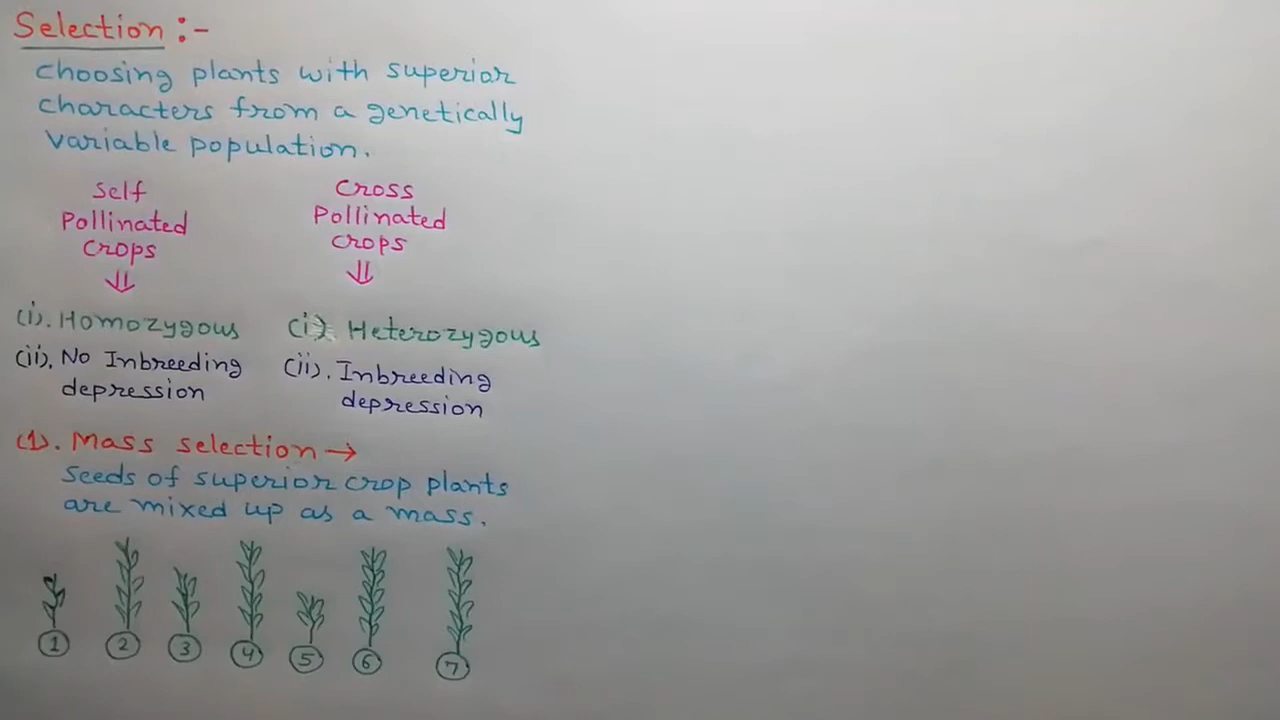 Selection :-
choosing plants with superior
characters from a genetically
variable population.
Self
Pollinated
crops
⇓
Cross
Pollinated
crops
⇓
(i). Homozygous
(ii). No Inbreeding
depression
(i). Heterozygous
(ii). Inbreeding
depression
(1). Mass selection →
Seeds of superior crop plants
are mixed up as a mass.
1 2 3 4 5 6 7